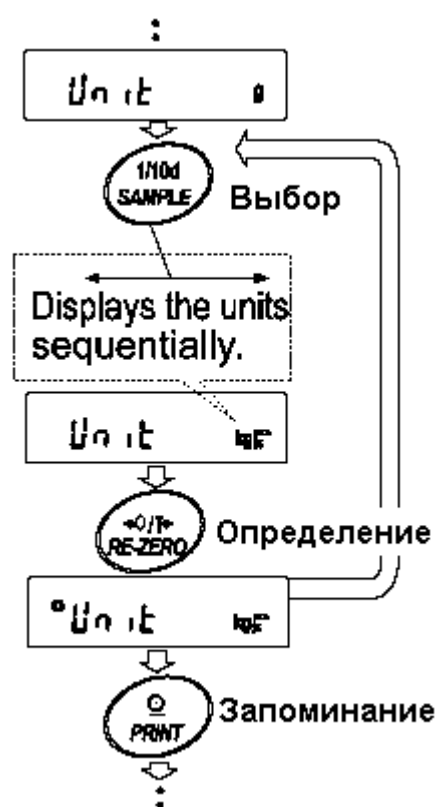 Unit g
1/10d
SAMPLE
Выбор
Displays the units
sequentially.
Unit
→0/T←
RE-ZERO
Определение
Unit
PRINT
Запоминание